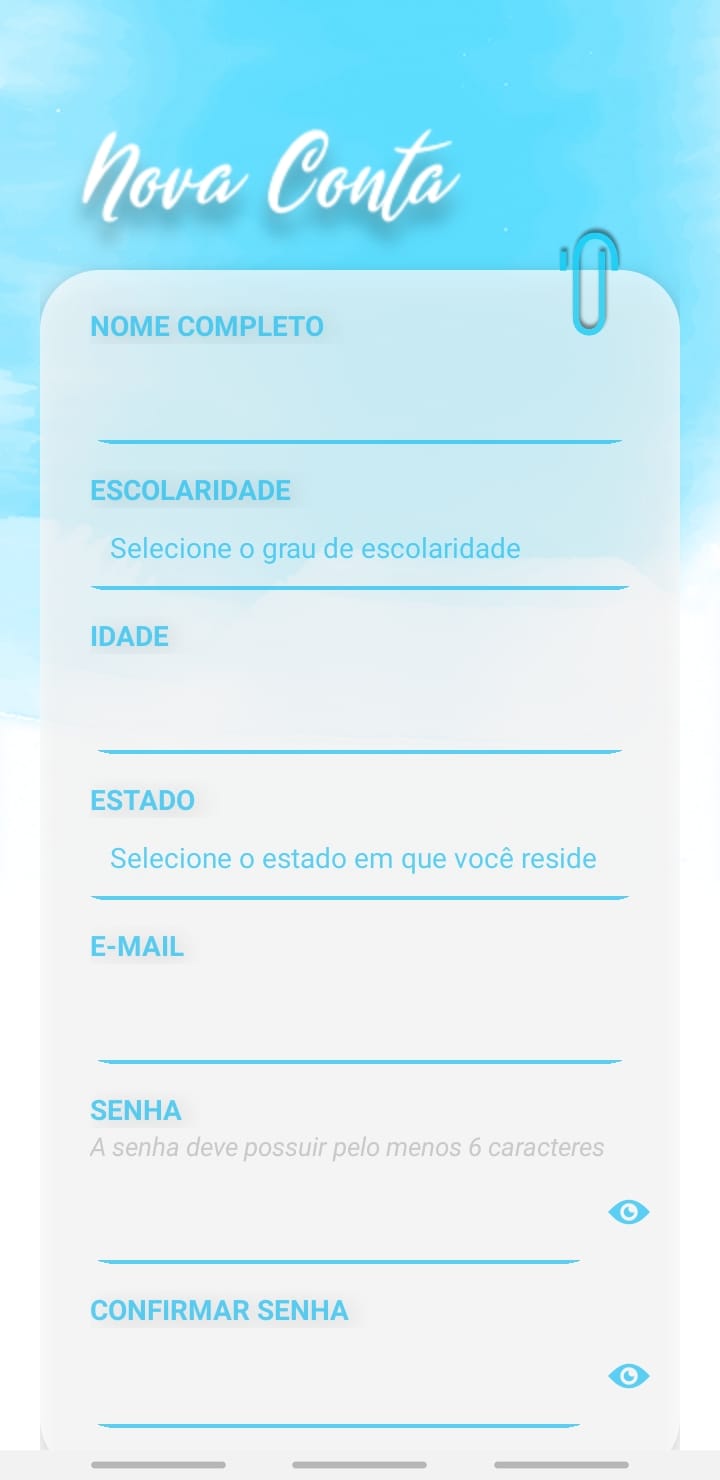 Nova Conta
NOME COMPLETO
ESCOLARIDADE
Selecione o grau de escolaridade
IDADE
ESTADO
Selecione o estado em que você reside
E-MAIL
SENHA
A senha deve possuir pelo menos 6 caracteres
CONFIRMAR SENHA